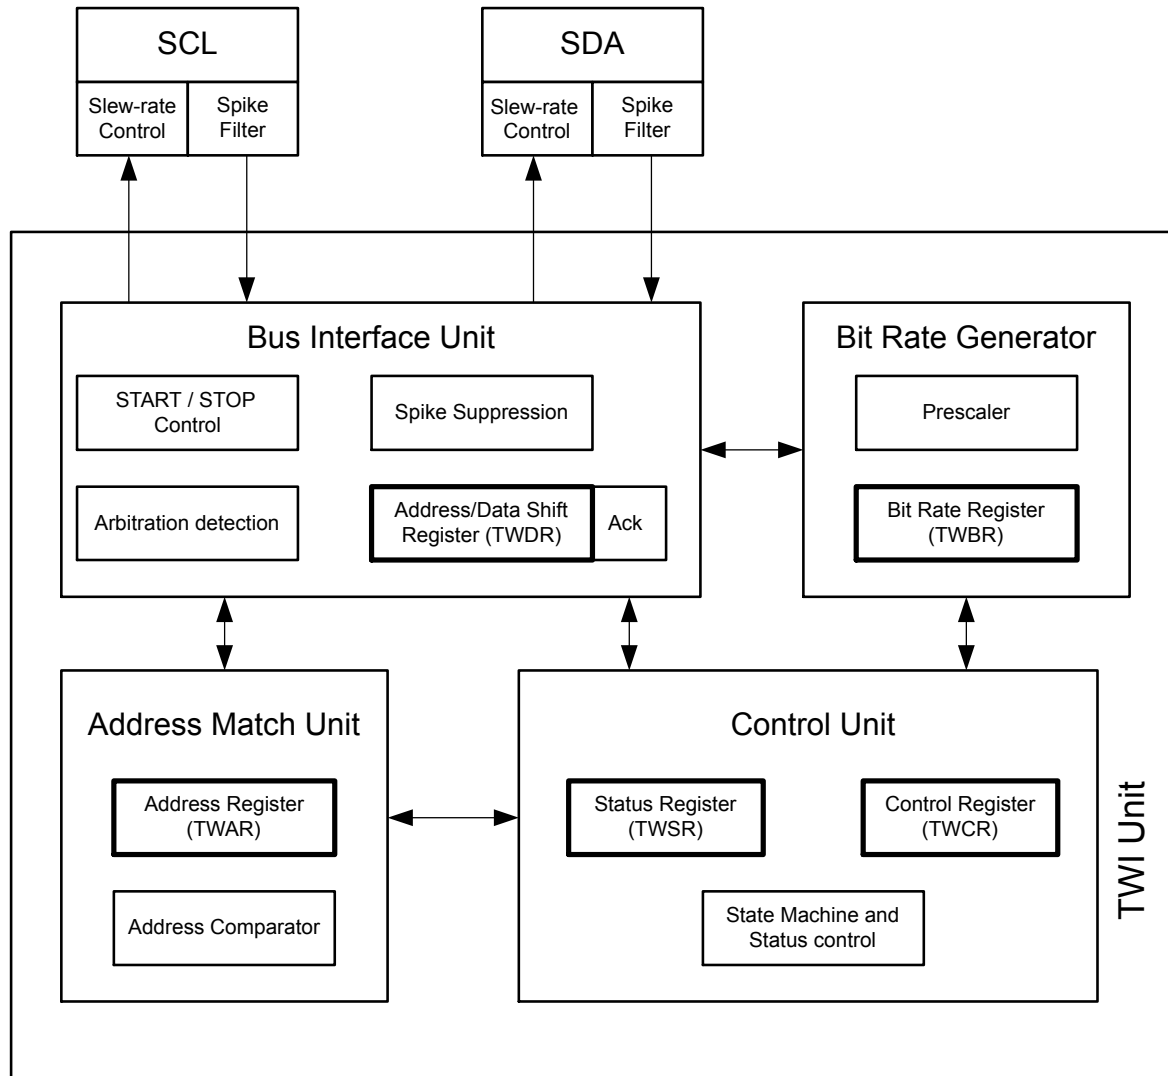 SCL
SDA
Slew-rate
Control
Spike
Filter
Slew-rate
Control
Spike
Filter
Bus Interface Unit
START / STOP
Control
Spike Suppression
Arbitration detection
Address/Data Shift
Register (TWDR)
Ack
Bit Rate Generator
Prescaler
Bit Rate Register
(TWBR)
Address Match Unit
Address Register
(TWAR)
Address Comparator
Control Unit
Status Register
(TWSR)
Control Register
(TWCR)
State Machine and
Status control
TWI Unit